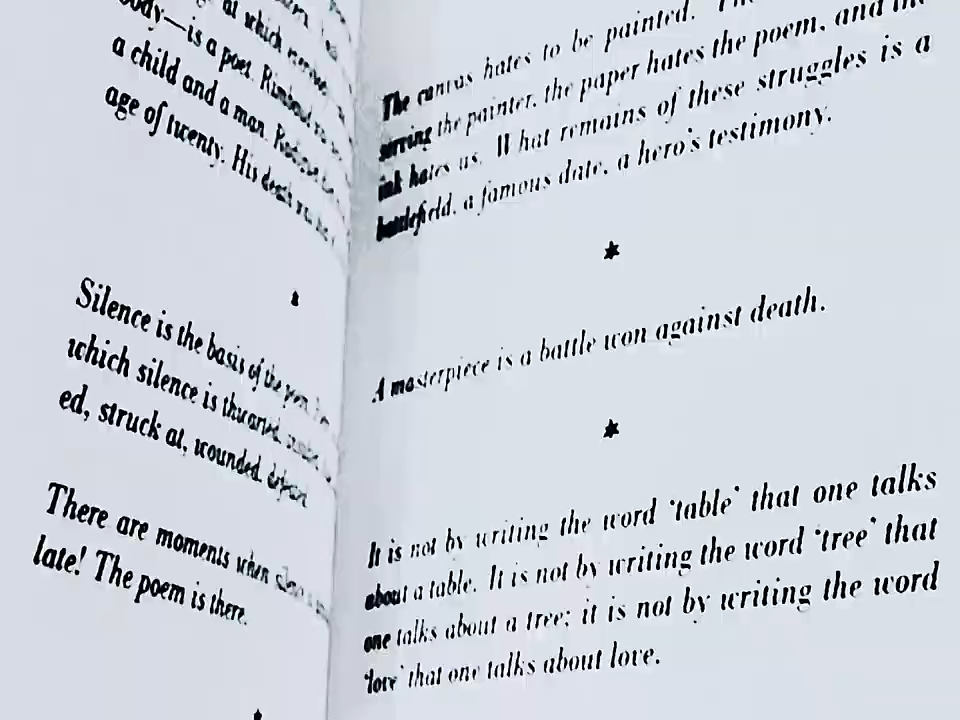 at which
—is a poet. Rimbaud
a child and a man.
age of twenty. His death
Silence is the basis of the poem.
which silence is thwarted,
ed, struck at, wounded,
There are moments when
late! The poem is there.
The canvas hates to be painted.
the painter, the paper hates the poem, and the
ink hates us. What remains of these struggles is a
battlefield, a famous date, a hero's testimony.
*
A masterpiece is a battle won against death.
*
It is not by writing the word 'table' that one talks
about a table. It is not by writing the word 'tree' that
one talks about a tree; it is not by writing the word
'love' that one talks about love.